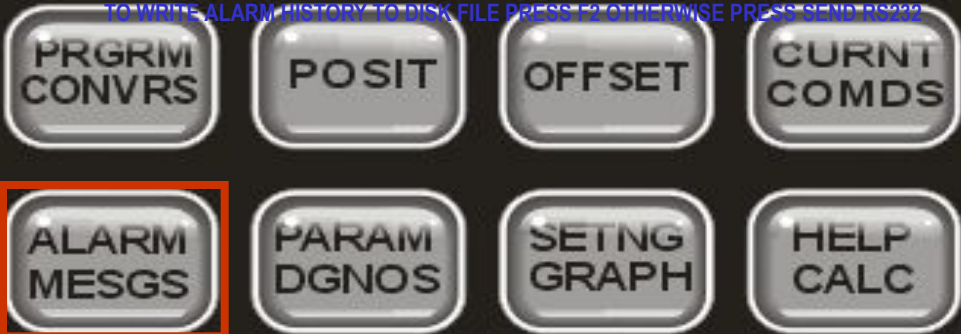 TO WRITE ALARM HISTORY TO DISK FILE PRESS F2 OTHERWISE PRESS SEND RS232
PRGRM
CONVRS
POSIT
OFFSET
CURNT
COMDS
ALARM
MESGS
PARAM
DGNOS
SETNG
GRAPH
HELP
CALC